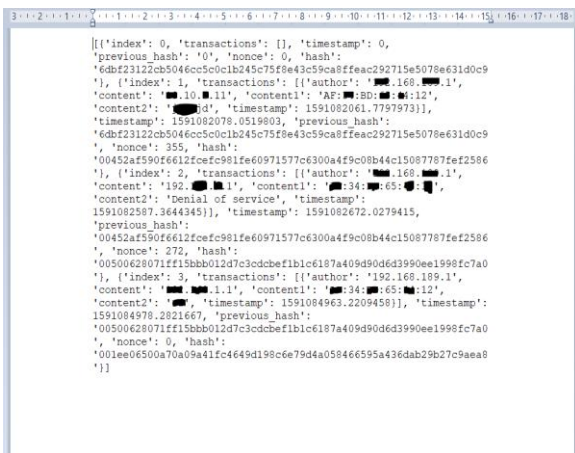 3 · 2 · 1 · 1 · 2 · 3 · 4 · 5 · 6 · 7 · 8 · 9 · 10 · 11 · 12 · 13 · 14 · 15 · 16 · 17 · 18
[{'index': 0, 'transactions': [], 'timestamp': 0,
'previous_hash': '0', 'nonce': 0, 'hash':
'6dbf23122cb5046cc5c0c1b245c75f8e43c59ca8ffeac292715e5078e631d0c9
'}, {'index': 1, 'transactions': [{'author': ' .168. .1',
'content': ' .10. .11', 'content1': 'AF: :BD: : :12',
'content2': ' jd', 'timestamp': 1591082061.7797973}],
'timestamp': 1591082078.0519803, 'previous_hash':
'6dbf23122cb5046cc5c0c1b245c75f8e43c59ca8ffeac292715e5078e631d0c9
', 'nonce': 355, 'hash':
'00452af590f6612fcefc981fe60971577c6300a4f9c08b44c15087787fef2586
'}, {'index': 2, 'transactions': [{'author': ' .168. .1',
'content': '192. .1', 'content1': ' :34: :65: : ',
'content2': 'Denial of service', 'timestamp':
1591082587.3644345}], 'timestamp': 1591082672.0279415,
'previous_hash':
'00452af590f6612fcefc981fe60971577c6300a4f9c08b44c15087787fef2586
', 'nonce': 272, 'hash':
'00500628071ff15bbb012d7c3cdcbef1b1c6187a409d90d6d3990ee1998fc7a0
'}, {'index': 3, 'transactions': [{'author': '192.168.189.1',
'content': ' .1.1', 'content1': ' :34: :65: :12',
'content2': ' ', 'timestamp': 1591084963.2209458}], 'timestamp':
1591084978.2821667, 'previous_hash':
'00500628071ff15bbb012d7c3cdcbef1b1c6187a409d90d6d3990ee1998fc7a0
', 'nonce': 0, 'hash':
'001ee06500a70a09a41fc4649d198c6e79d4a058466595a436dab29b27c9aea8
'}]